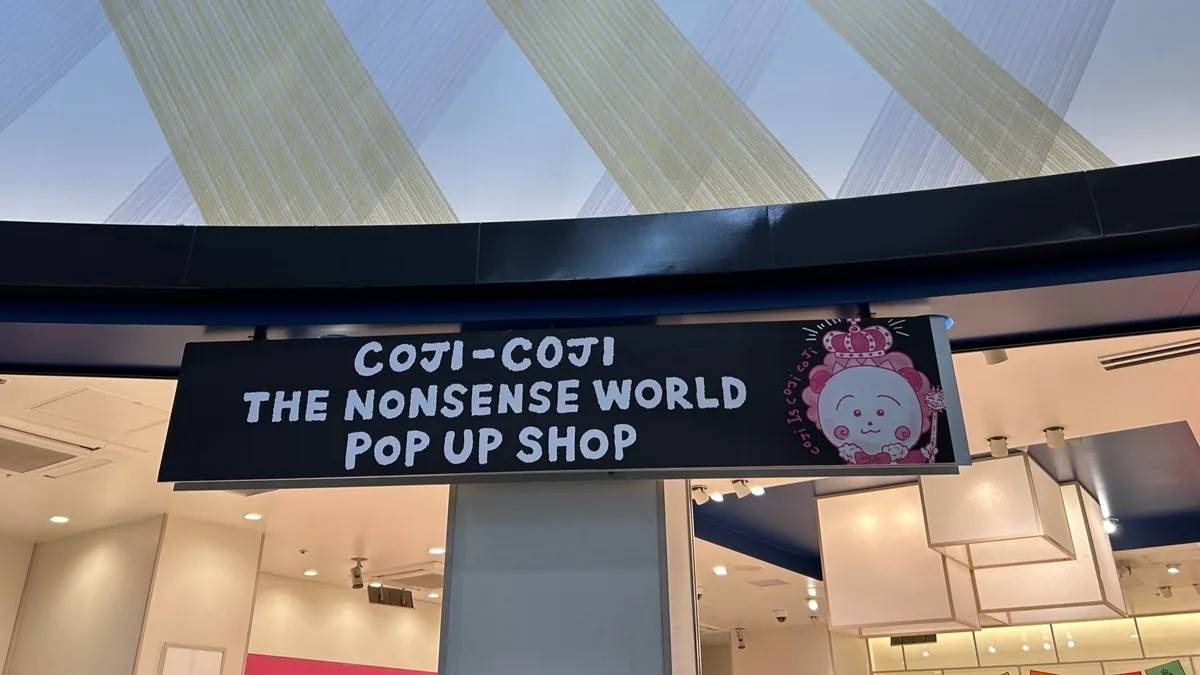 COJI-COJI
THE NONSENSE WORLD
POP UP SHOP
COJI IS COJI COJI